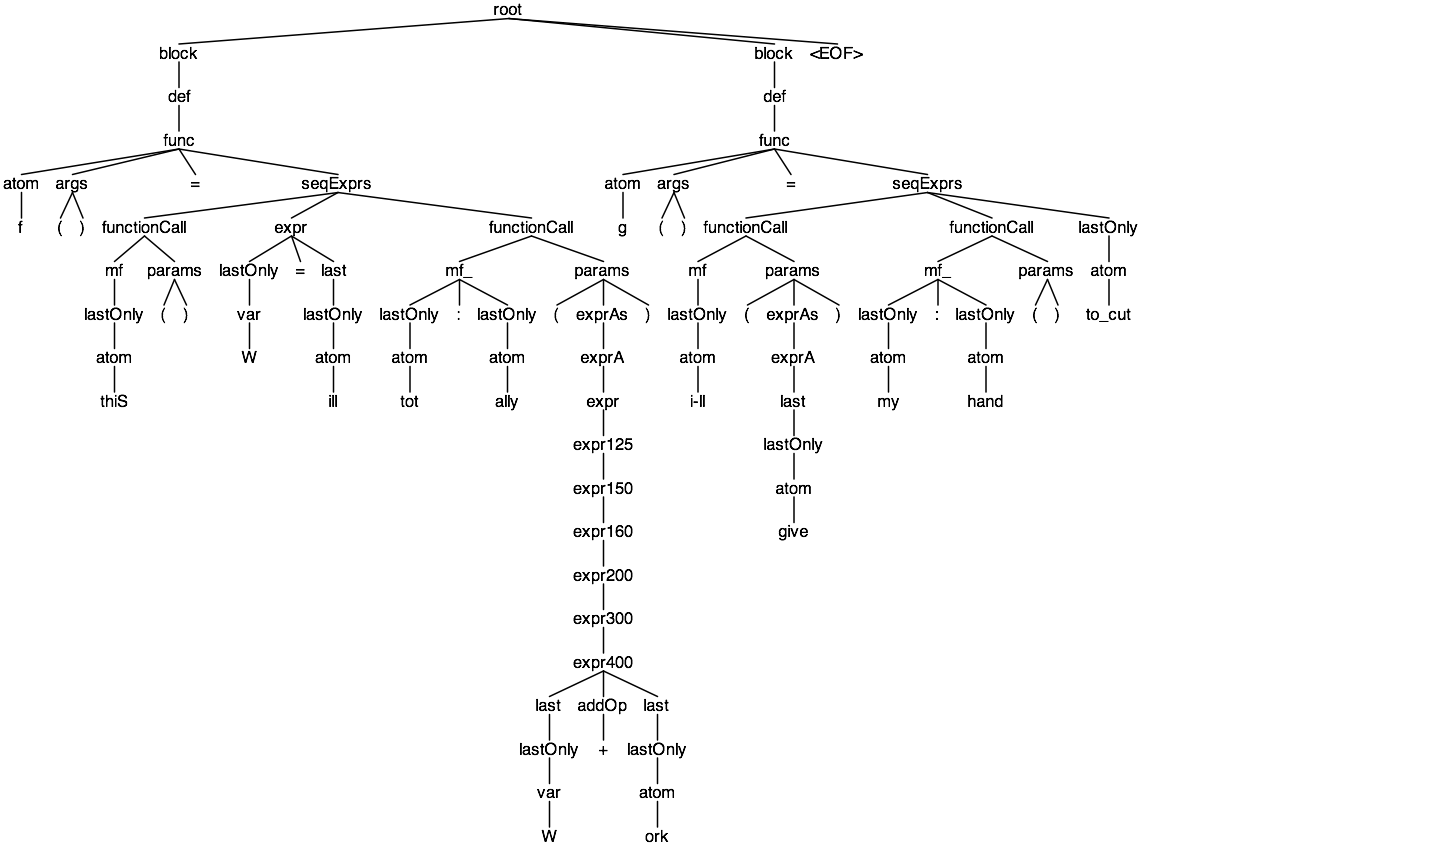 root
block block <EOF>
def def
func func
atom args = seqExprs atom args = seqExprs
f ( ) functionCall expr functionCall g ( ) functionCall functionCall lastOnly
mf params lastOnly = last mf_ params mf params mf_ params atom
lastOnly ( ) var lastOnly lastOnly : lastOnly ( exprAs ) lastOnly ( exprAs ) lastOnly : lastOnly ( ) to_cut
atom W atom atom atom exprA atom exprA atom atom
thiS ill tot ally expr i-ll last my hand
expr125 lastOnly
expr150 atom
expr160 give
expr200
expr300
expr400
last addOp last
lastOnly + lastOnly
var atom
W ork